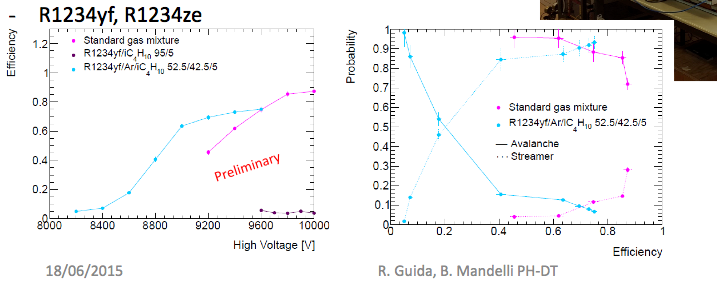 - R1234yf, R1234ze
Efficiency
1.2
1
0.8
0.6
0.4
0.2
0
Standard gas mixture
R1234yf/iC4H10 95/5
R1234yf/Ar/iC4H10 52.5/42.5/5
Preliminary
8000 8400 8800 9200 9600 10000
High Voltage [V]
Probability
1
0.9
0.8
0.7
0.6
0.5
0.4
0.3
0.2
0.1
0
Standard gas mixture
R1234yf/Ar/iC4H10 52.5/42.5/5
Avalanche
Streamer
0 0.2 0.4 0.6 0.8 1
Efficiency
18/06/2015
R. Guida, B. Mandelli PH-DT